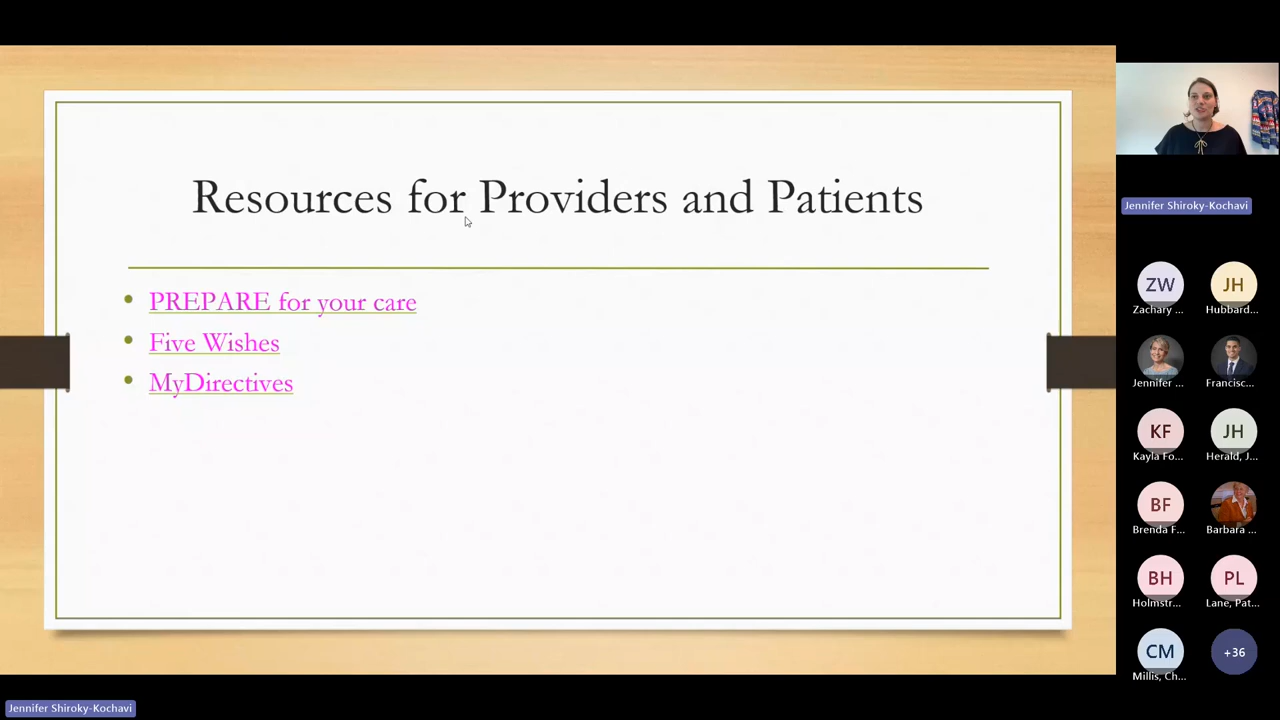 Resources for Providers and Patients
PREPARE for your care
Five Wishes
MyDirectives
Jennifer Shiroky-Kochavi
ZW
JH
Zachary ...
Hubbard...
Jennifer ...
Francisc...
KF
JH
Kayla Fo...
Herald, J...
BF
Brenda F...
Barbara ...
BH
PL
Holmstr...
Lane, Pat...
CM
+36
Millis, Ch...
Jennifer Shiroky-Kochavi